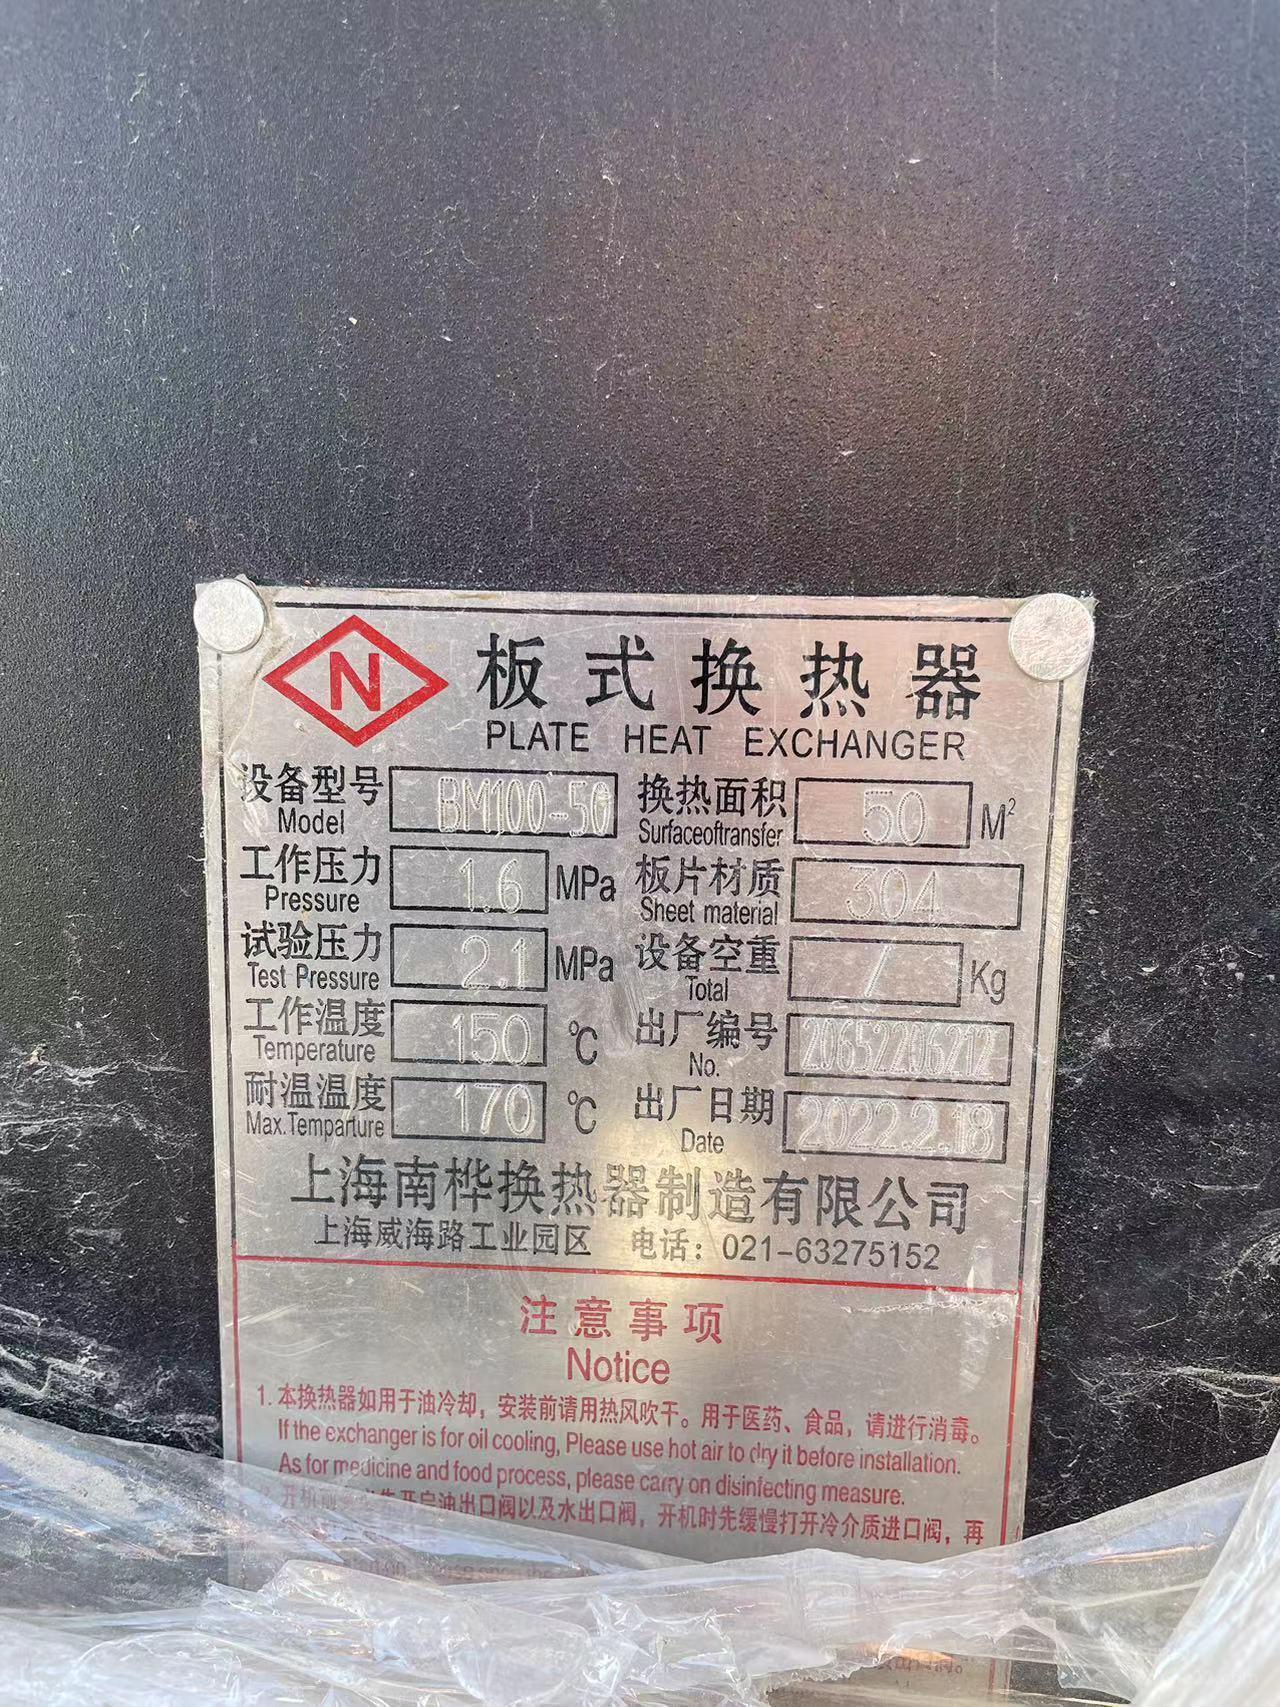 N 板式换热器
PLATE HEAT EXCHANGER
设备型号 BM100-50 换热面积 50 M²
Model Surfaceoftransfer
工作压力 1.6 MPa 板片材质 304
Pressure Sheet material
试验压力 2.1 MPa 设备空重 / Kg
Test Pressure Total
工作温度 150 ℃ 出厂编号 20652206212
Temperature No.
耐温温度 170 ℃ 出厂日期 2022.2.18
Max.Temparture Date
上海南桦换热器制造有限公司
上海威海路工业园区 电话：021-63275152
注意事项
Notice
1. 本换热器如用于油冷却，安装前请用热风吹干。用于医药、食品，请进行消毒。
If the exchanger is for oil cooling, Please use hot air to dry it before installation.
As for medicine and food process, please carry on disinfecting measure.
开机前 开启油出口阀以及水出口阀，开机时先缓慢打开冷介质进口阀，再